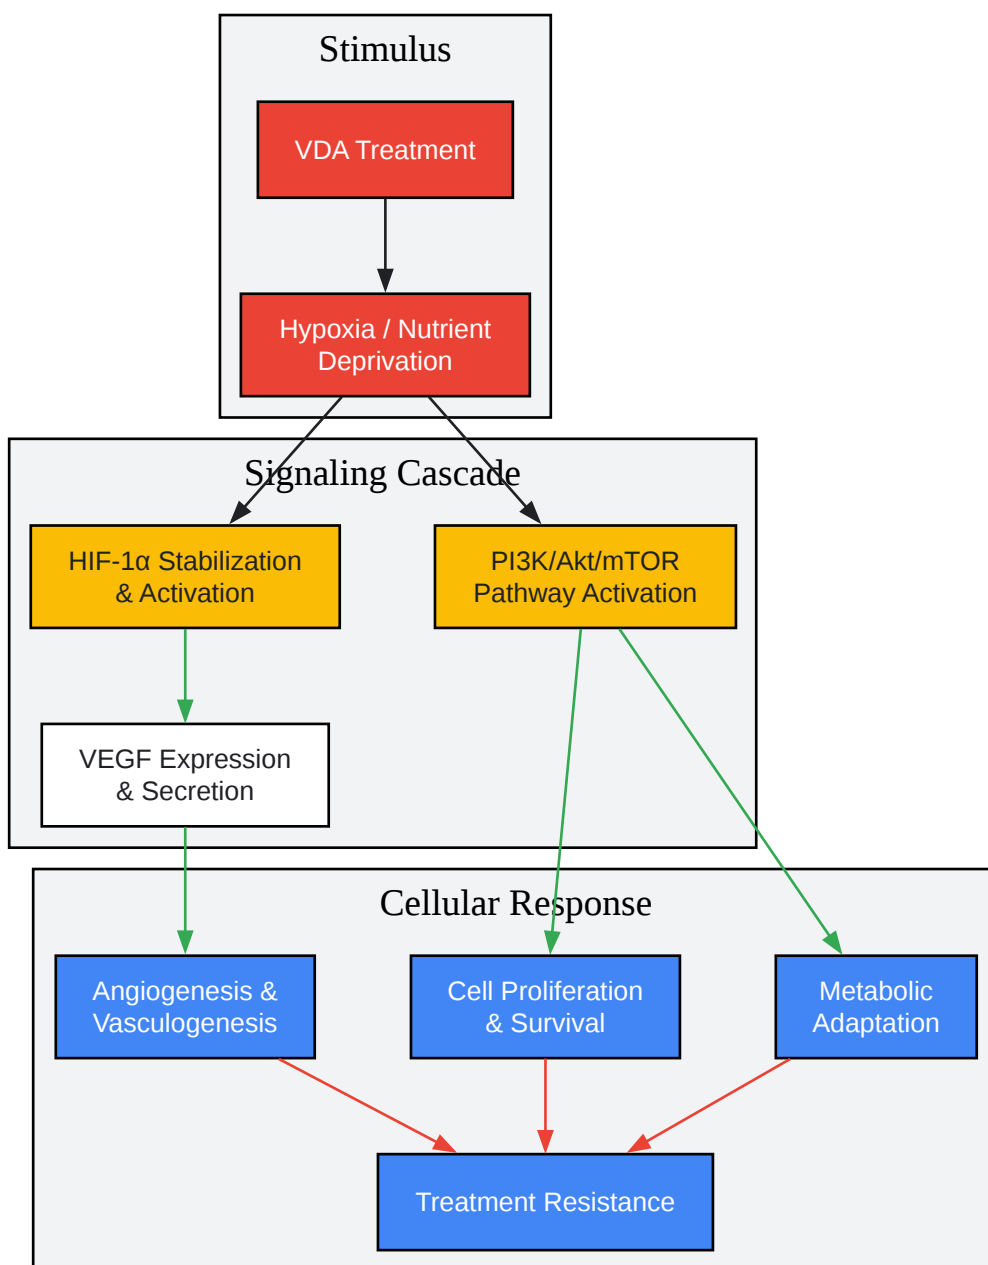 Stimulus
VDA Treatment
Hypoxia / Nutrient
Deprivation
Signaling Cascade
HIF-1α Stabilization
& Activation
PI3K/Akt/mTOR
Pathway Activation
VEGF Expression
& Secretion
Cellular Response
Angiogenesis &
Vasculogenesis
Cell Proliferation
& Survival
Metabolic
Adaptation
Treatment Resistance